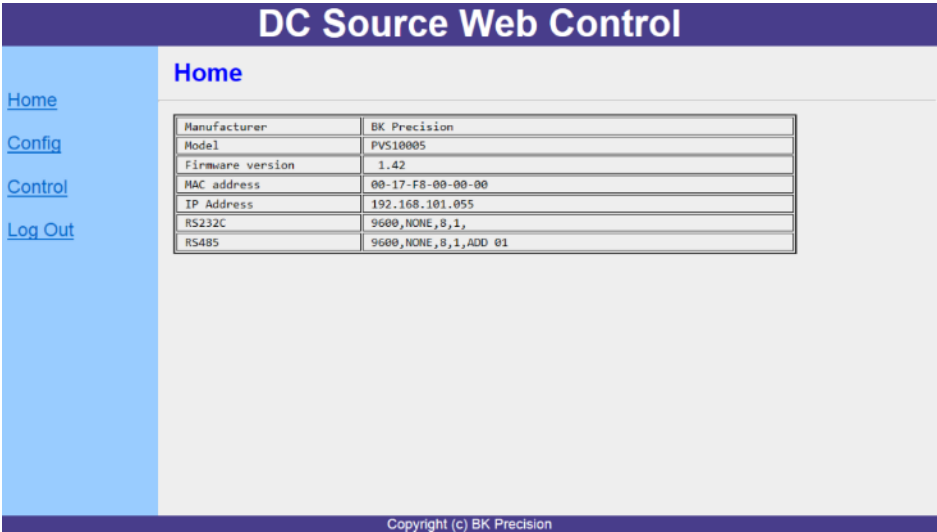 DC Source Web Control
Home
Config
Control
Log Out
Home
Manufacturer BK Precision
Model PVS10005
Firmware version 1.42
MAC address 00-17-F8-00-00-00
IP Address 192.168.101.055
RS232C 9600,NONE,8,1,
RS485 9600,NONE,8,1,ADD 01
Copyright (c) BK Precision